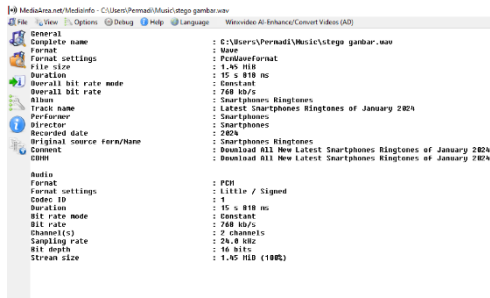 MediaArea.net/MediaInfo - C:\Users\Permadi\Music\stego gambar.wav
File View Options Debug Help Language Winxvideo AI-Enhance/Convert Videos (AD)
General
Complete name : C:\Users\Permadi\Music\stego gambar.wav
Format : Wave
Format settings : PcmWaveformat
File size : 1.45 MiB
Duration : 15 s 810 ms
Overall bit rate mode : Constant
Overall bit rate : 768 kb/s
Album : Smartphones Ringtones
Track name : Latest Smartphones Ringtones of January 2024
Performer : Smartphones
Director : Smartphones
Recorded date : 2024
Original source form/Name : Smartphones Ringtones
Comment : Download All New Latest Smartphones Ringtones of January 2024
COMM : Download All New Latest Smartphones Ringtones of January 2024
Audio
Format : PCM
Format settings : Little / Signed
Codec ID : 1
Duration : 15 s 810 ms
Bit rate mode : Constant
Bit rate : 768 kb/s
Channel(s) : 2 channels
Sampling rate : 24.0 kHz
Bit depth : 16 bits
Stream size : 1.45 MiB (100%)